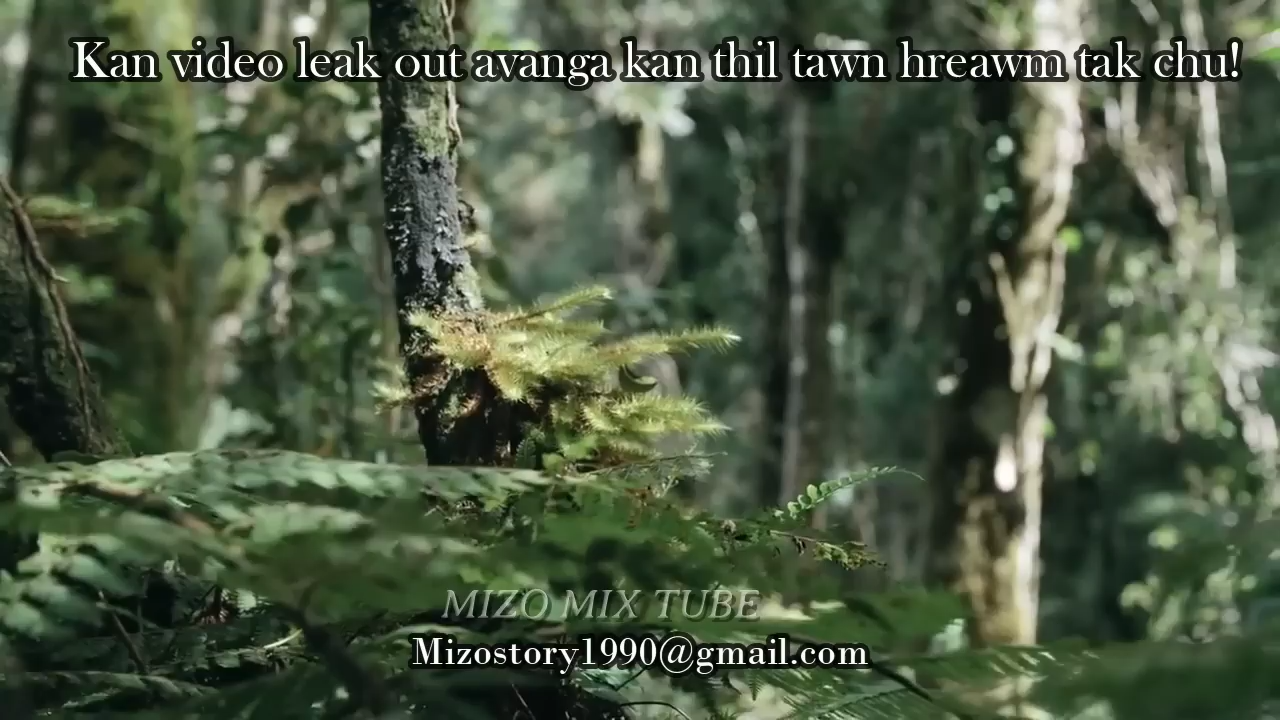 Kan video leak out avanga kan thil tawn hreawm tak chu!
MIZO MIX TUBE
Mizostory1990@gmail.com